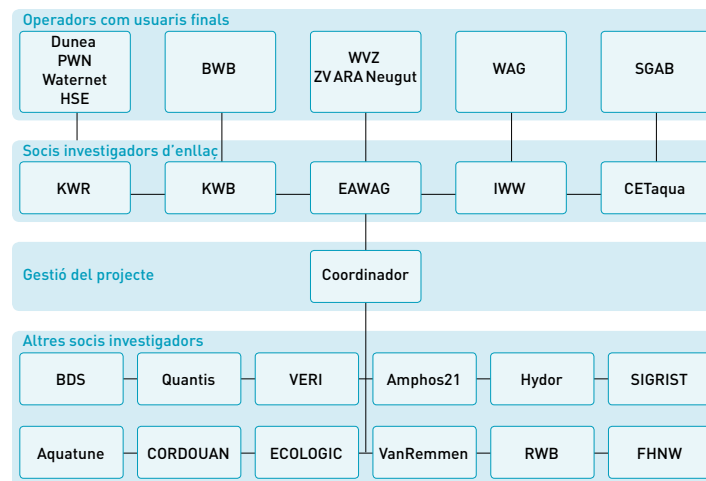 Operadors com usuaris finals
Dunea
PWN
Waternet
HSE
BWB
WVZ
ZV ARA Neugut
WAG
SGAB
Socis investigadors d'enllaç
KWR
KWB
EAWAG
IWW
CETaqua
Gestió del projecte
Coordinador
Altres socis investigadors
BDS
Quantis
VERI
Amphos21
Hydor
SIGRIST
Aquatune
CORDOUAN
ECOLOGIC
VanRemmen
RWB
FHNW